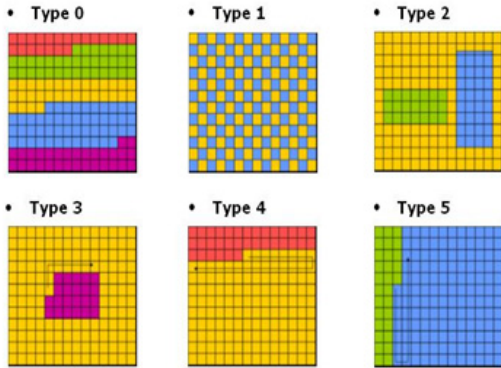 • Type 0
• Type 1
• Type 2
• Type 3
• Type 4
• Type 5